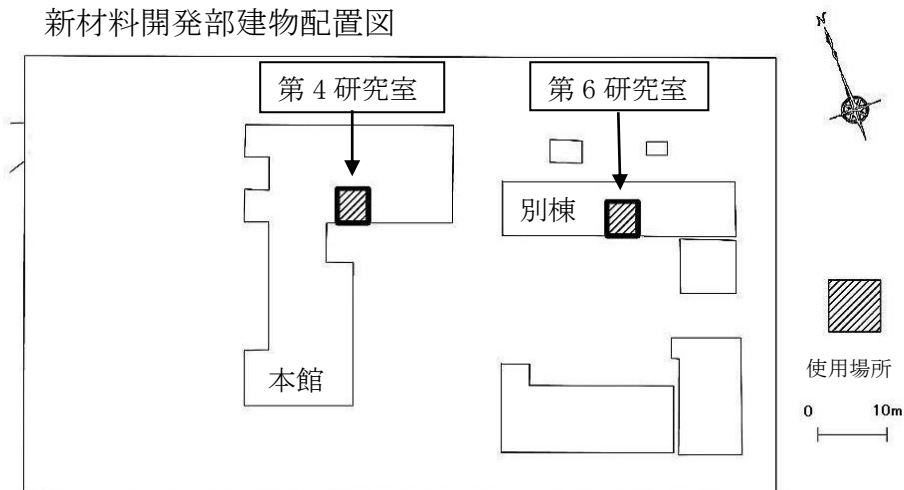 新材料開発部建物配置図
N
第4研究室
第6研究室
別棟
本館
使用場所
0 10m